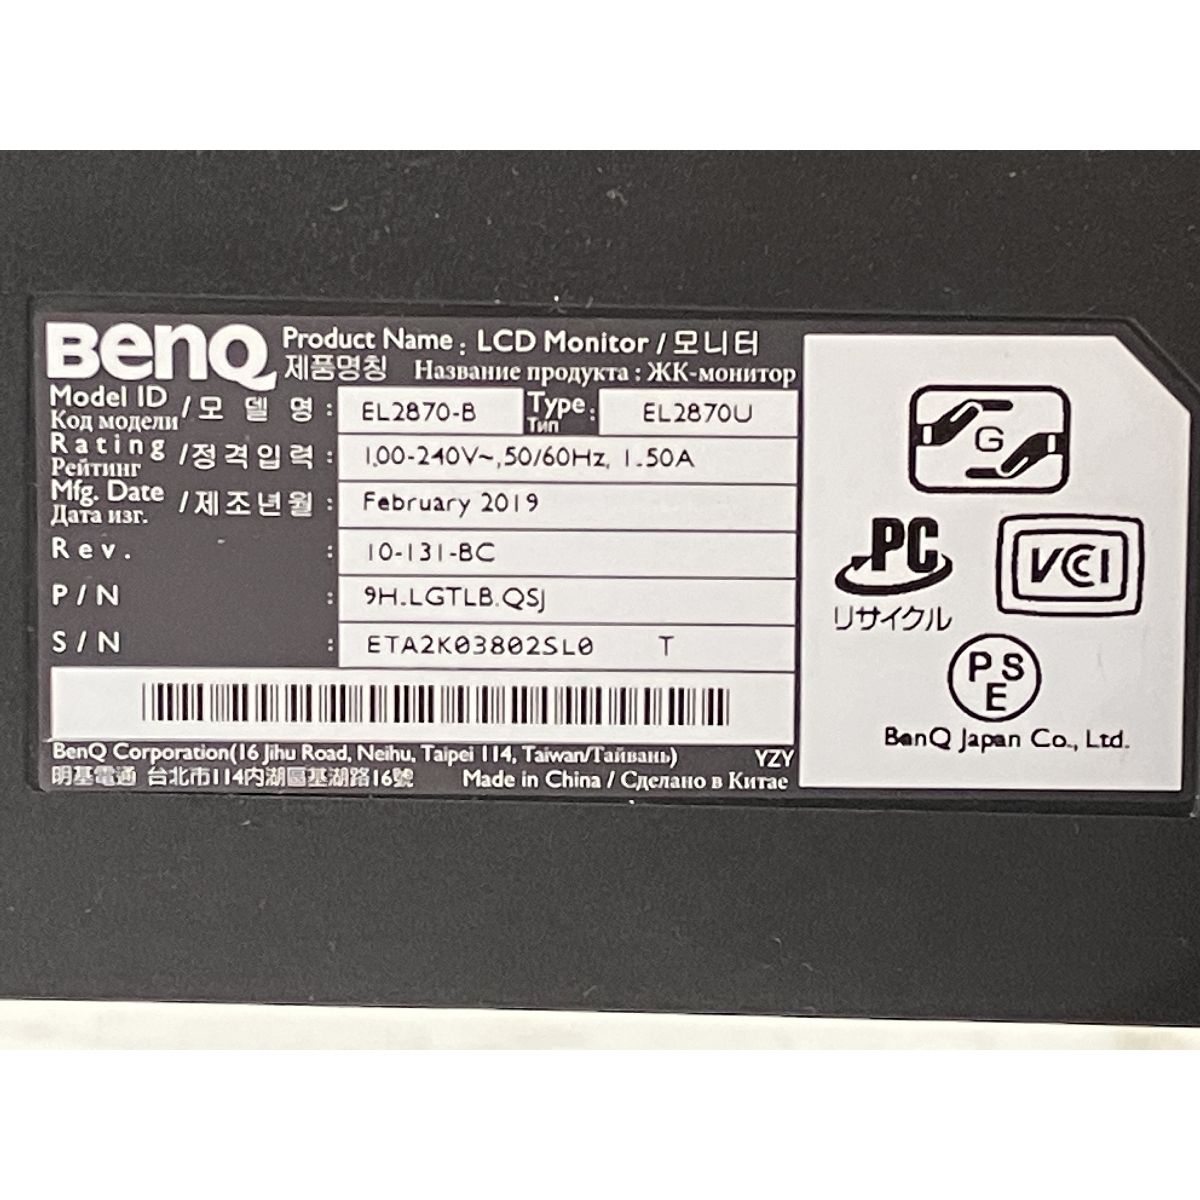 BenQ
Product Name : LCD Monitor / 모니터
제품명칭 Название продукта : ЖК-монитор
Model ID / 모 델 명 : EL2870-B Type : EL2870U
Код модели Тип
Rating / 정격입력 : 100-240V~,50/60Hz, 1.50A
Рейтинг
Mfg. Date / 제조년월 : February 2019
Дата изг.
Rev. : 10-131-BC
P/N : 9H.LGTLB.QSJ
S/N : ETA2K03802SL0 T
BenQ Corporation(16 Jihu Road, Neihu, Taipei 114, Taiwan/Тайвань) YZY
明基電通 台北市114內湖區基湖路16號 Made in China / Сделано в Китае
G
PC
リサイクル
VCCI
PSE
BenQ Japan Co., Ltd.